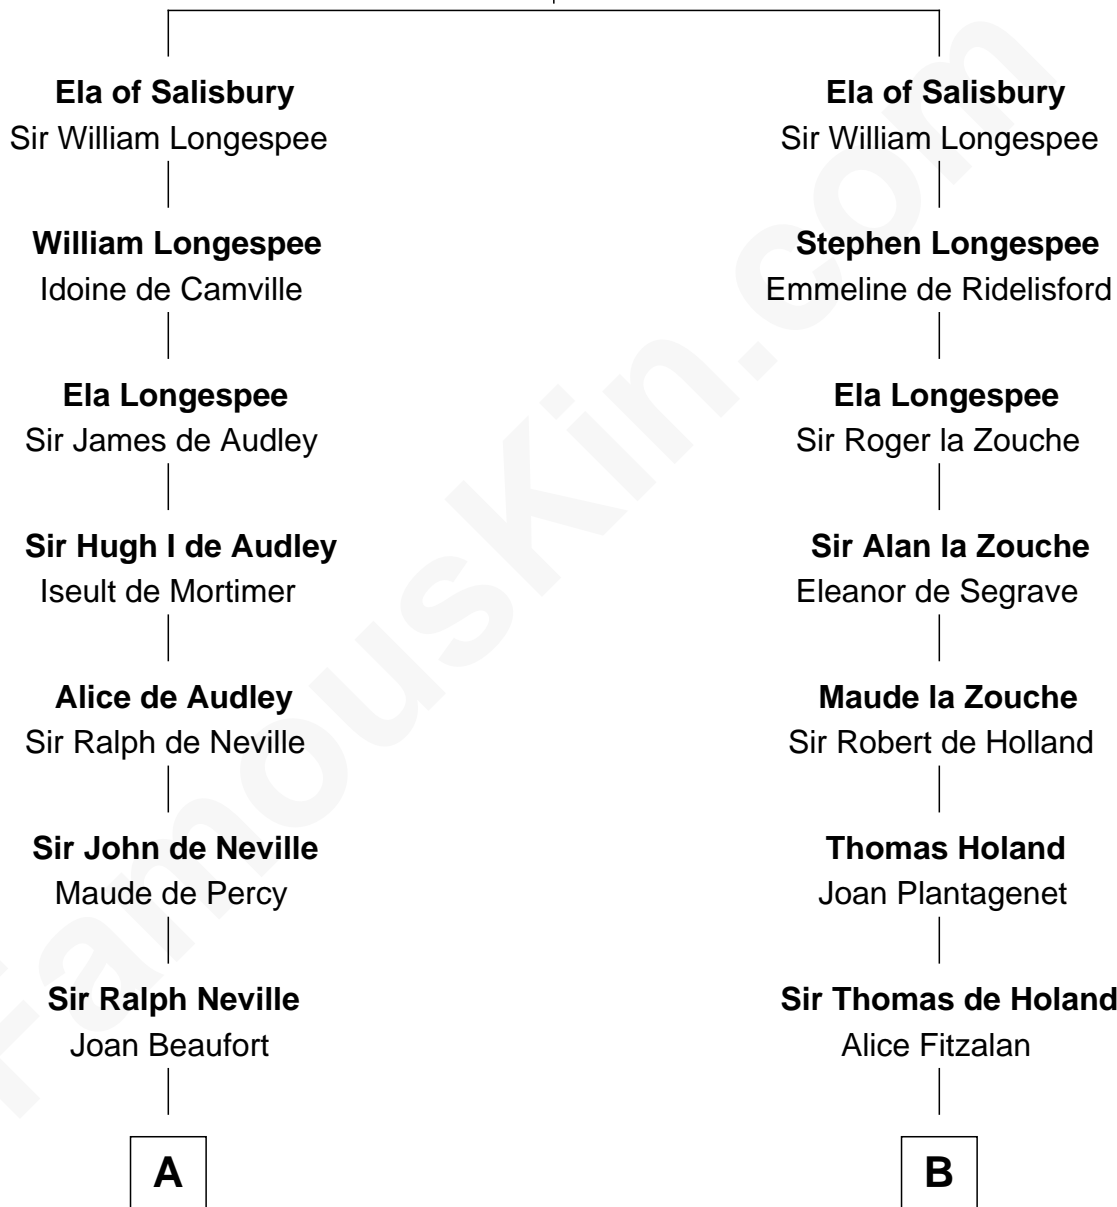 Ela of Salisbury
Sir William Longespee
William Longespee
Idoine de Camville
Ela Longespee
Sir James de Audley
Sir Hugh I de Audley
Iseult de Mortimer
Alice de Audley
Sir Ralph de Neville
Sir John de Neville
Maude de Percy
Sir Ralph Neville
Joan Beaufort
A
Ela of Salisbury
Sir William Longespee
Stephen Longespee
Emmeline de Ridelisford
Ela Longespee
Sir Roger la Zouche
Sir Alan la Zouche
Eleanor de Segrave
Maude la Zouche
Sir Robert de Holland
Thomas Holand
Joan Plantagenet
Sir Thomas de Holand
Alice Fitzalan
B
FamousKin.com